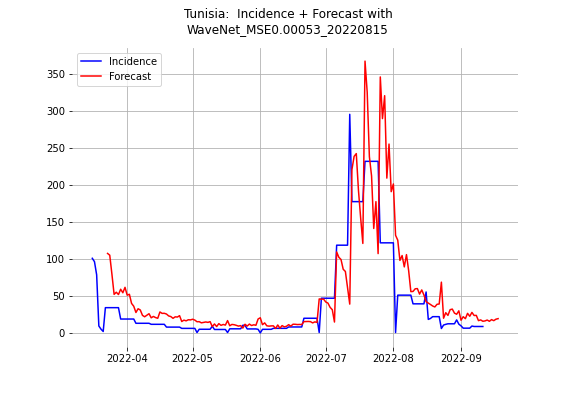 Tunisia:  Incidence + Forecast with
WaveNet_MSE0.00053_20220815
Incidence
Forecast
350
300
250
200
150
100
50
0
2022-04 2022-05 2022-06 2022-07 2022-08 2022-09